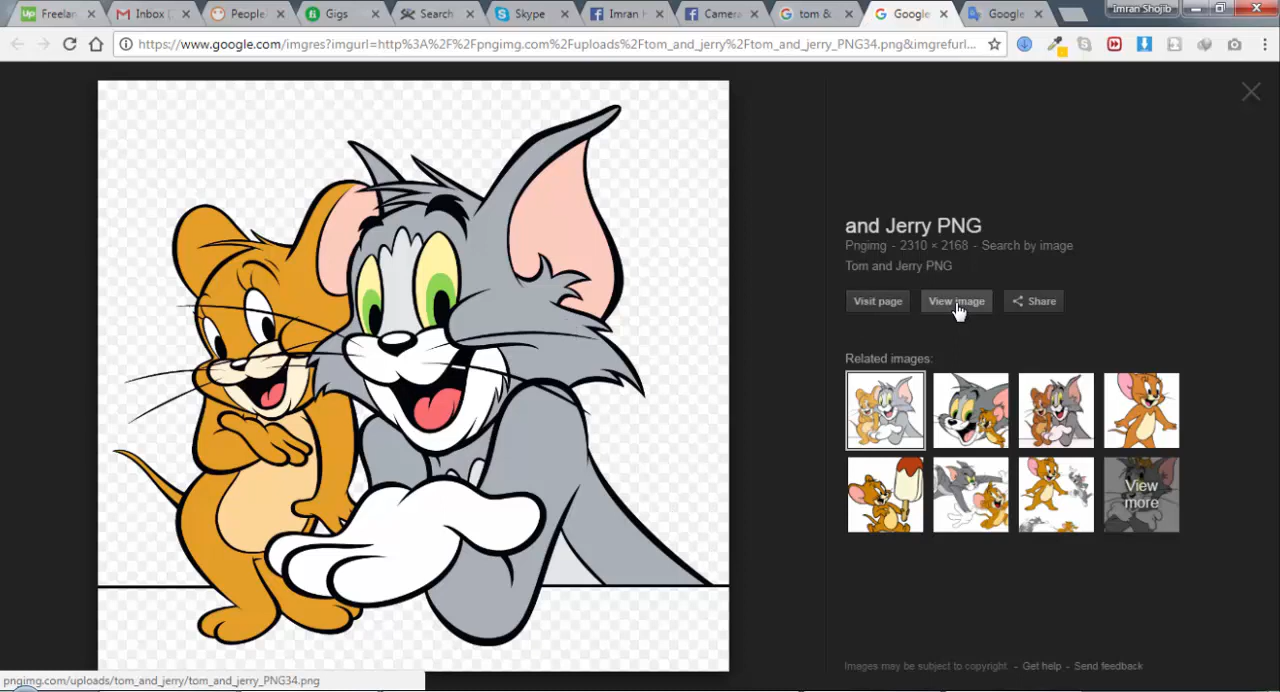 Freelan
Inbox [
People
Gigs
Search
Skype
Imran H
Camera
tom &
Google
Google
Imran Shojib
https://www.google.com/imgres?imgurl=http%3A%2F%2Fpngimg.com%2Fuploads%2Ftom_and_jerry%2Ftom_and_jerry_PNG34.png&imgrefurl...
and Jerry PNG
Pngimg - 2310 × 2168 - Search by image
Tom and Jerry PNG
Visit page
View image
Share
Related images:
View
more
Images may be subject to copyright. - Get help - Send feedback
pngimg.com/uploads/tom_and_jerry/tom_and_jerry_PNG34.png